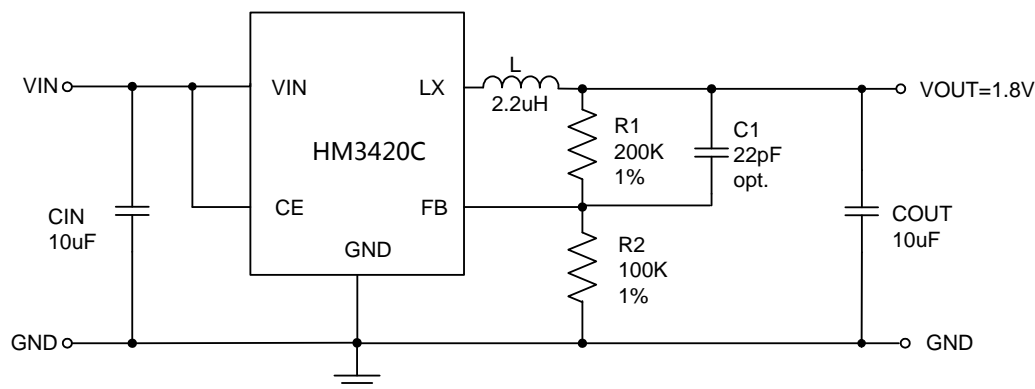 VIN
VIN
LX
L
2.2uH
VOUT=1.8V
HM3420C
R1
200K
1%
C1
22pF
opt.
CE
FB
CIN
10uF
GND
R2
100K
1%
COUT
10uF
GND
GND